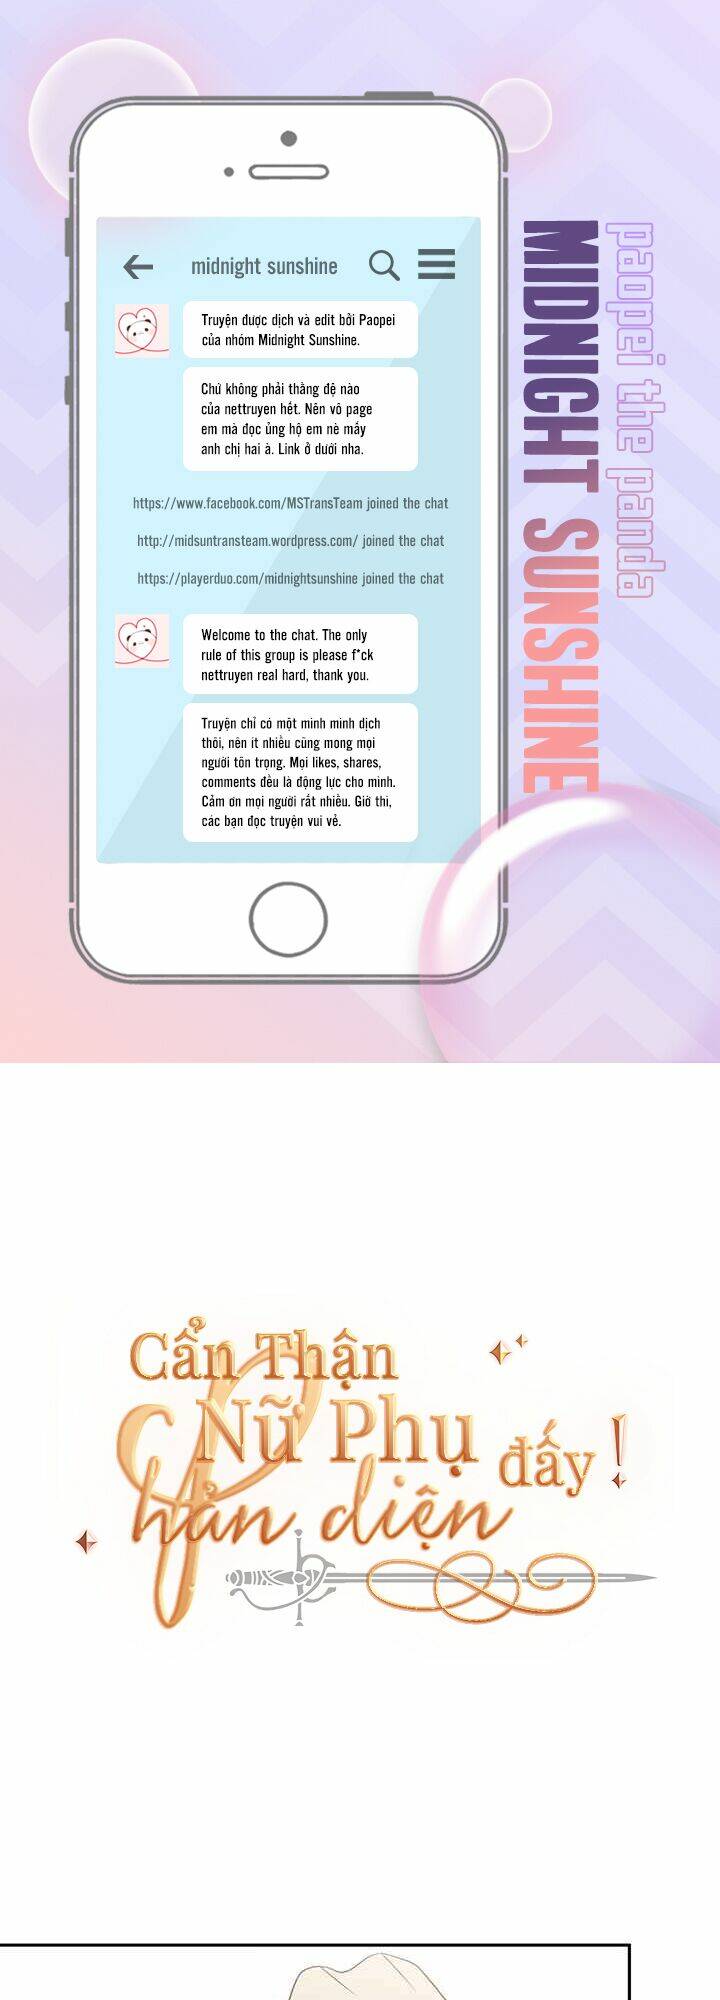 midnight sunshine
Truyện được dịch và edit bởi Paopei
của nhóm Midnight Sunshine.
Chứ không phải thằng đệ nào
của nettruyen hết. Nên vô page
em mà đọc ủng hộ em nè mấy
anh chị hai à. Link ở dưới nha.
https://www.facebook.com/MSTransTeam joined the chat
http://midsuntransteam.wordpress.com/ joined the chat
https://playerduo.com/midnightsunshine joined the chat
Welcome to the chat. The only
rule of this group is please f*ck
nettruyen real hard, thank you.
Truyện chỉ có một mình mình dịch
thôi, nên ít nhiều cũng mong mọi
người tôn trọng. Mọi likes, shares,
comments đều là động lực cho mình.
Cảm ơn mọi người rất nhiều. Giờ thì,
các bạn đọc truyện vui vẻ.
paopei the panda
MIDNIGHT SUNSHINE
Cẩn Thận
Nữ Phụ
phản diện đấy!